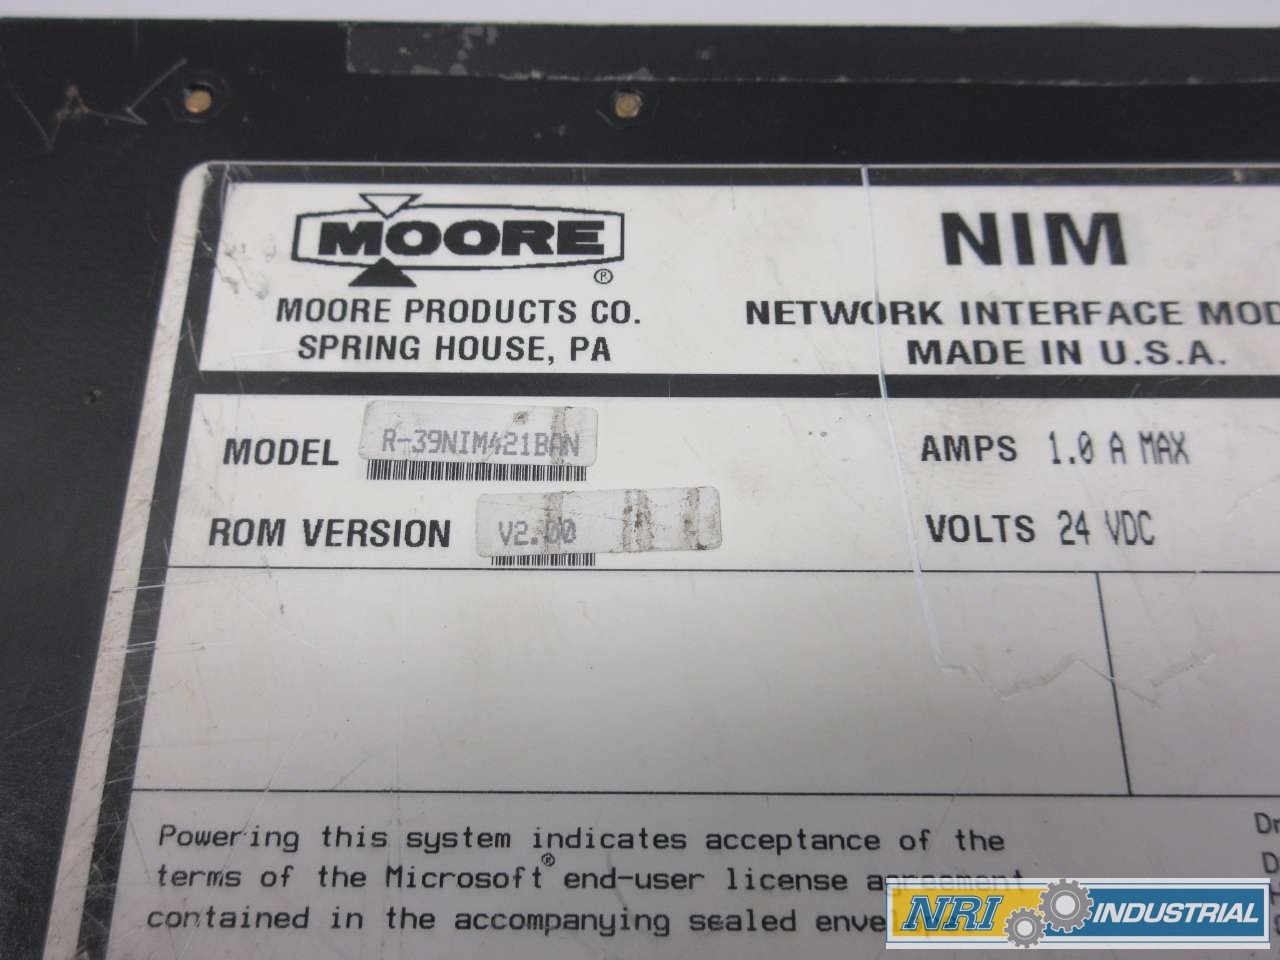 MOORE ®
MOORE PRODUCTS CO.
SPRING HOUSE, PA
NIM
NETWORK INTERFACE MOD
MADE IN U.S.A.
MODEL R-39NIM421BAN
AMPS 1.0 A MAX
ROM VERSION V2.00
VOLTS 24 VDC
Powering this system indicates acceptance of the
terms of the Microsoft® end-user license agreement
contained in the accompanying sealed enve
Dr
D
NRI INDUSTRIAL